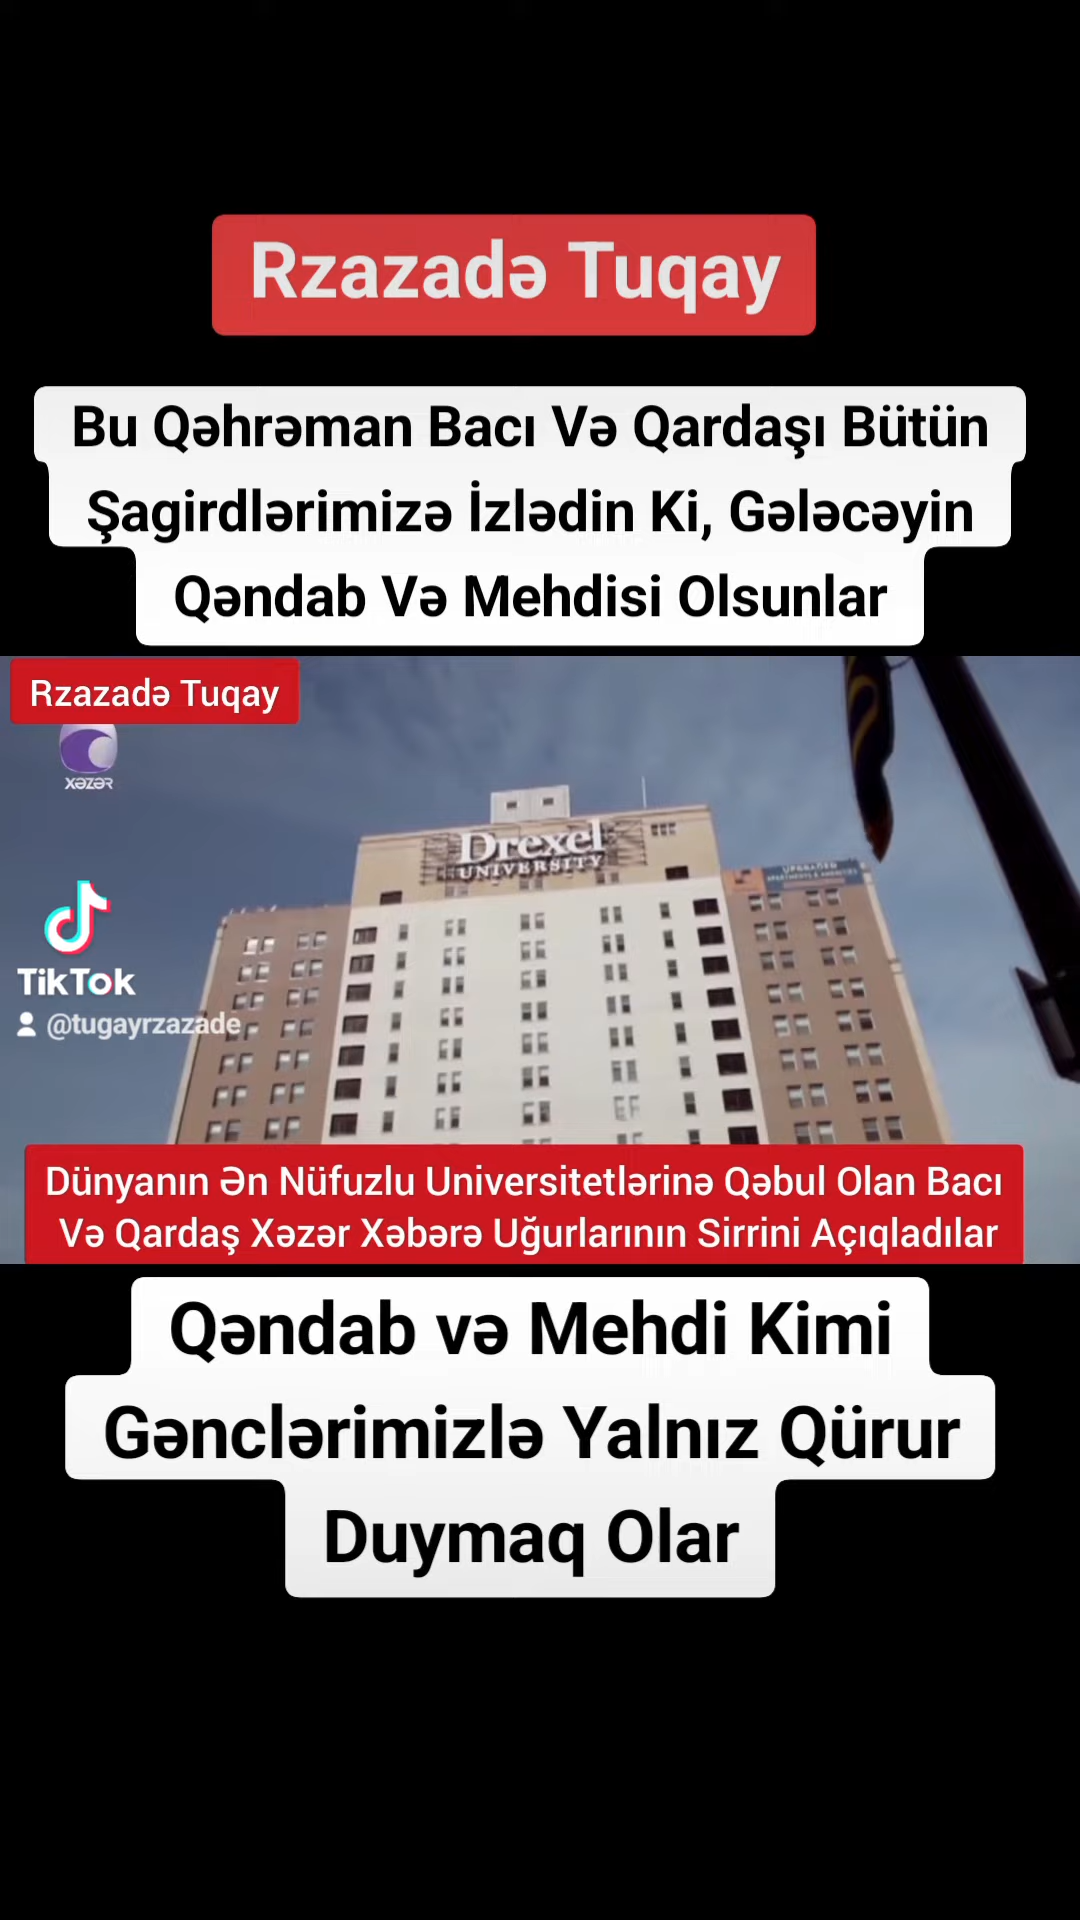 Rzazadə Tuqay
Bu Qəhrəman Bacı Və Qardaşı Bütün
Şagirdlərimizə İzlədin Ki, Gələcəyin
Qəndab Və Mehdisi Olsunlar
Rzazadə Tuqay
XƏZƏR
Drexel
UNIVERSITY
TikTok
@tugayrzazade
Dünyanın Ən Nüfuzlu Universitetlərinə Qəbul Olan Bacı
Və Qardaş Xəzər Xəbərə Uğurlarının Sirrini Açıqladılar
Qəndab və Mehdi Kimi
Gənclərimizlə Yalnız Qürur
Duymaq Olar